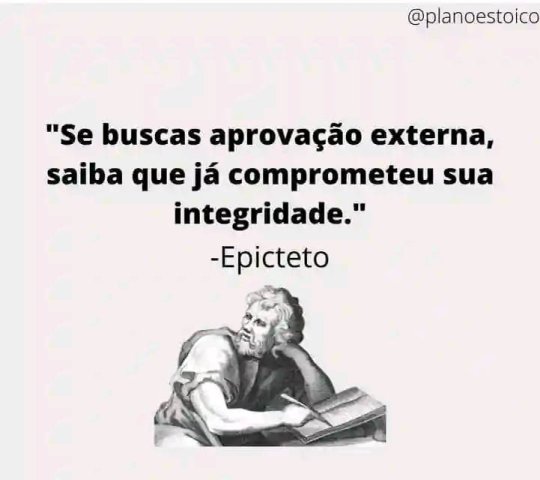 @planoestoico
"Se buscas aprovação externa,
saiba que já comprometeu sua
integridade."
-Epicteto